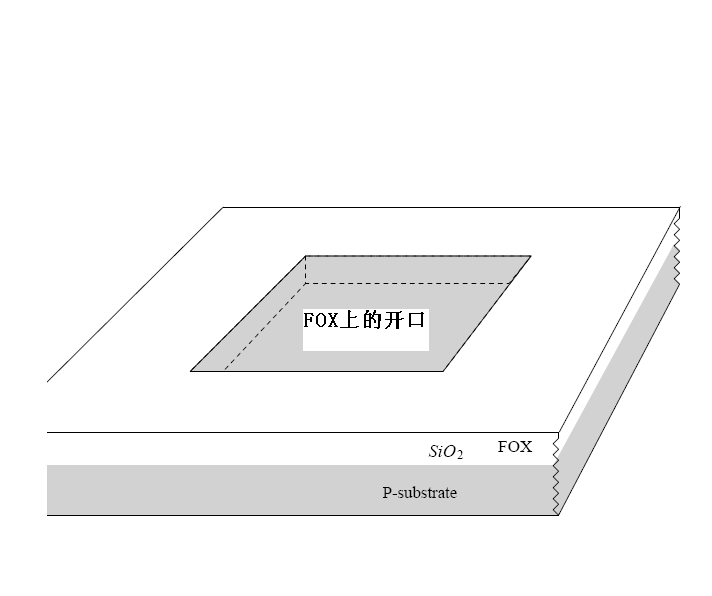 FOX上的开口
SiO₂ FOX
P-substrate